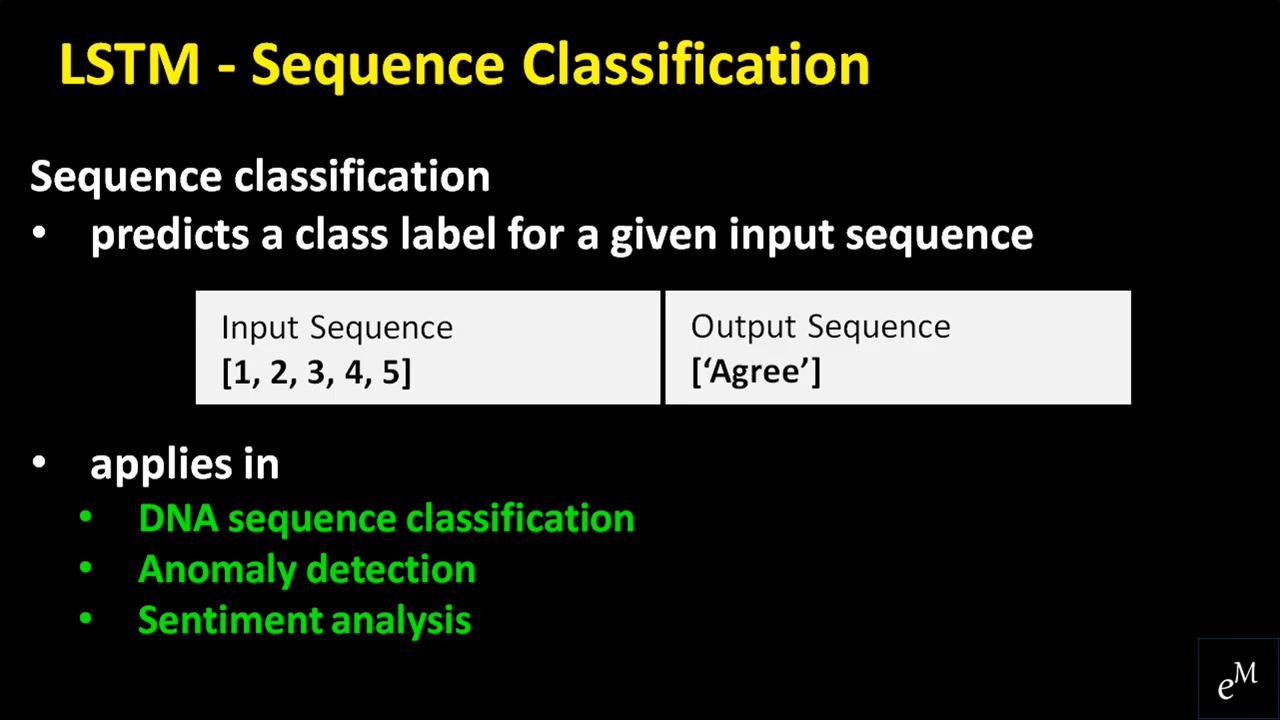 LSTM - Sequence Classification
Sequence classification
• predicts a class label for a given input sequence
Input Sequence
[1, 2, 3, 4, 5]
Output Sequence
[‘Agree’]
• applies in
• DNA sequence classification
• Anomaly detection
• Sentiment analysis
eM